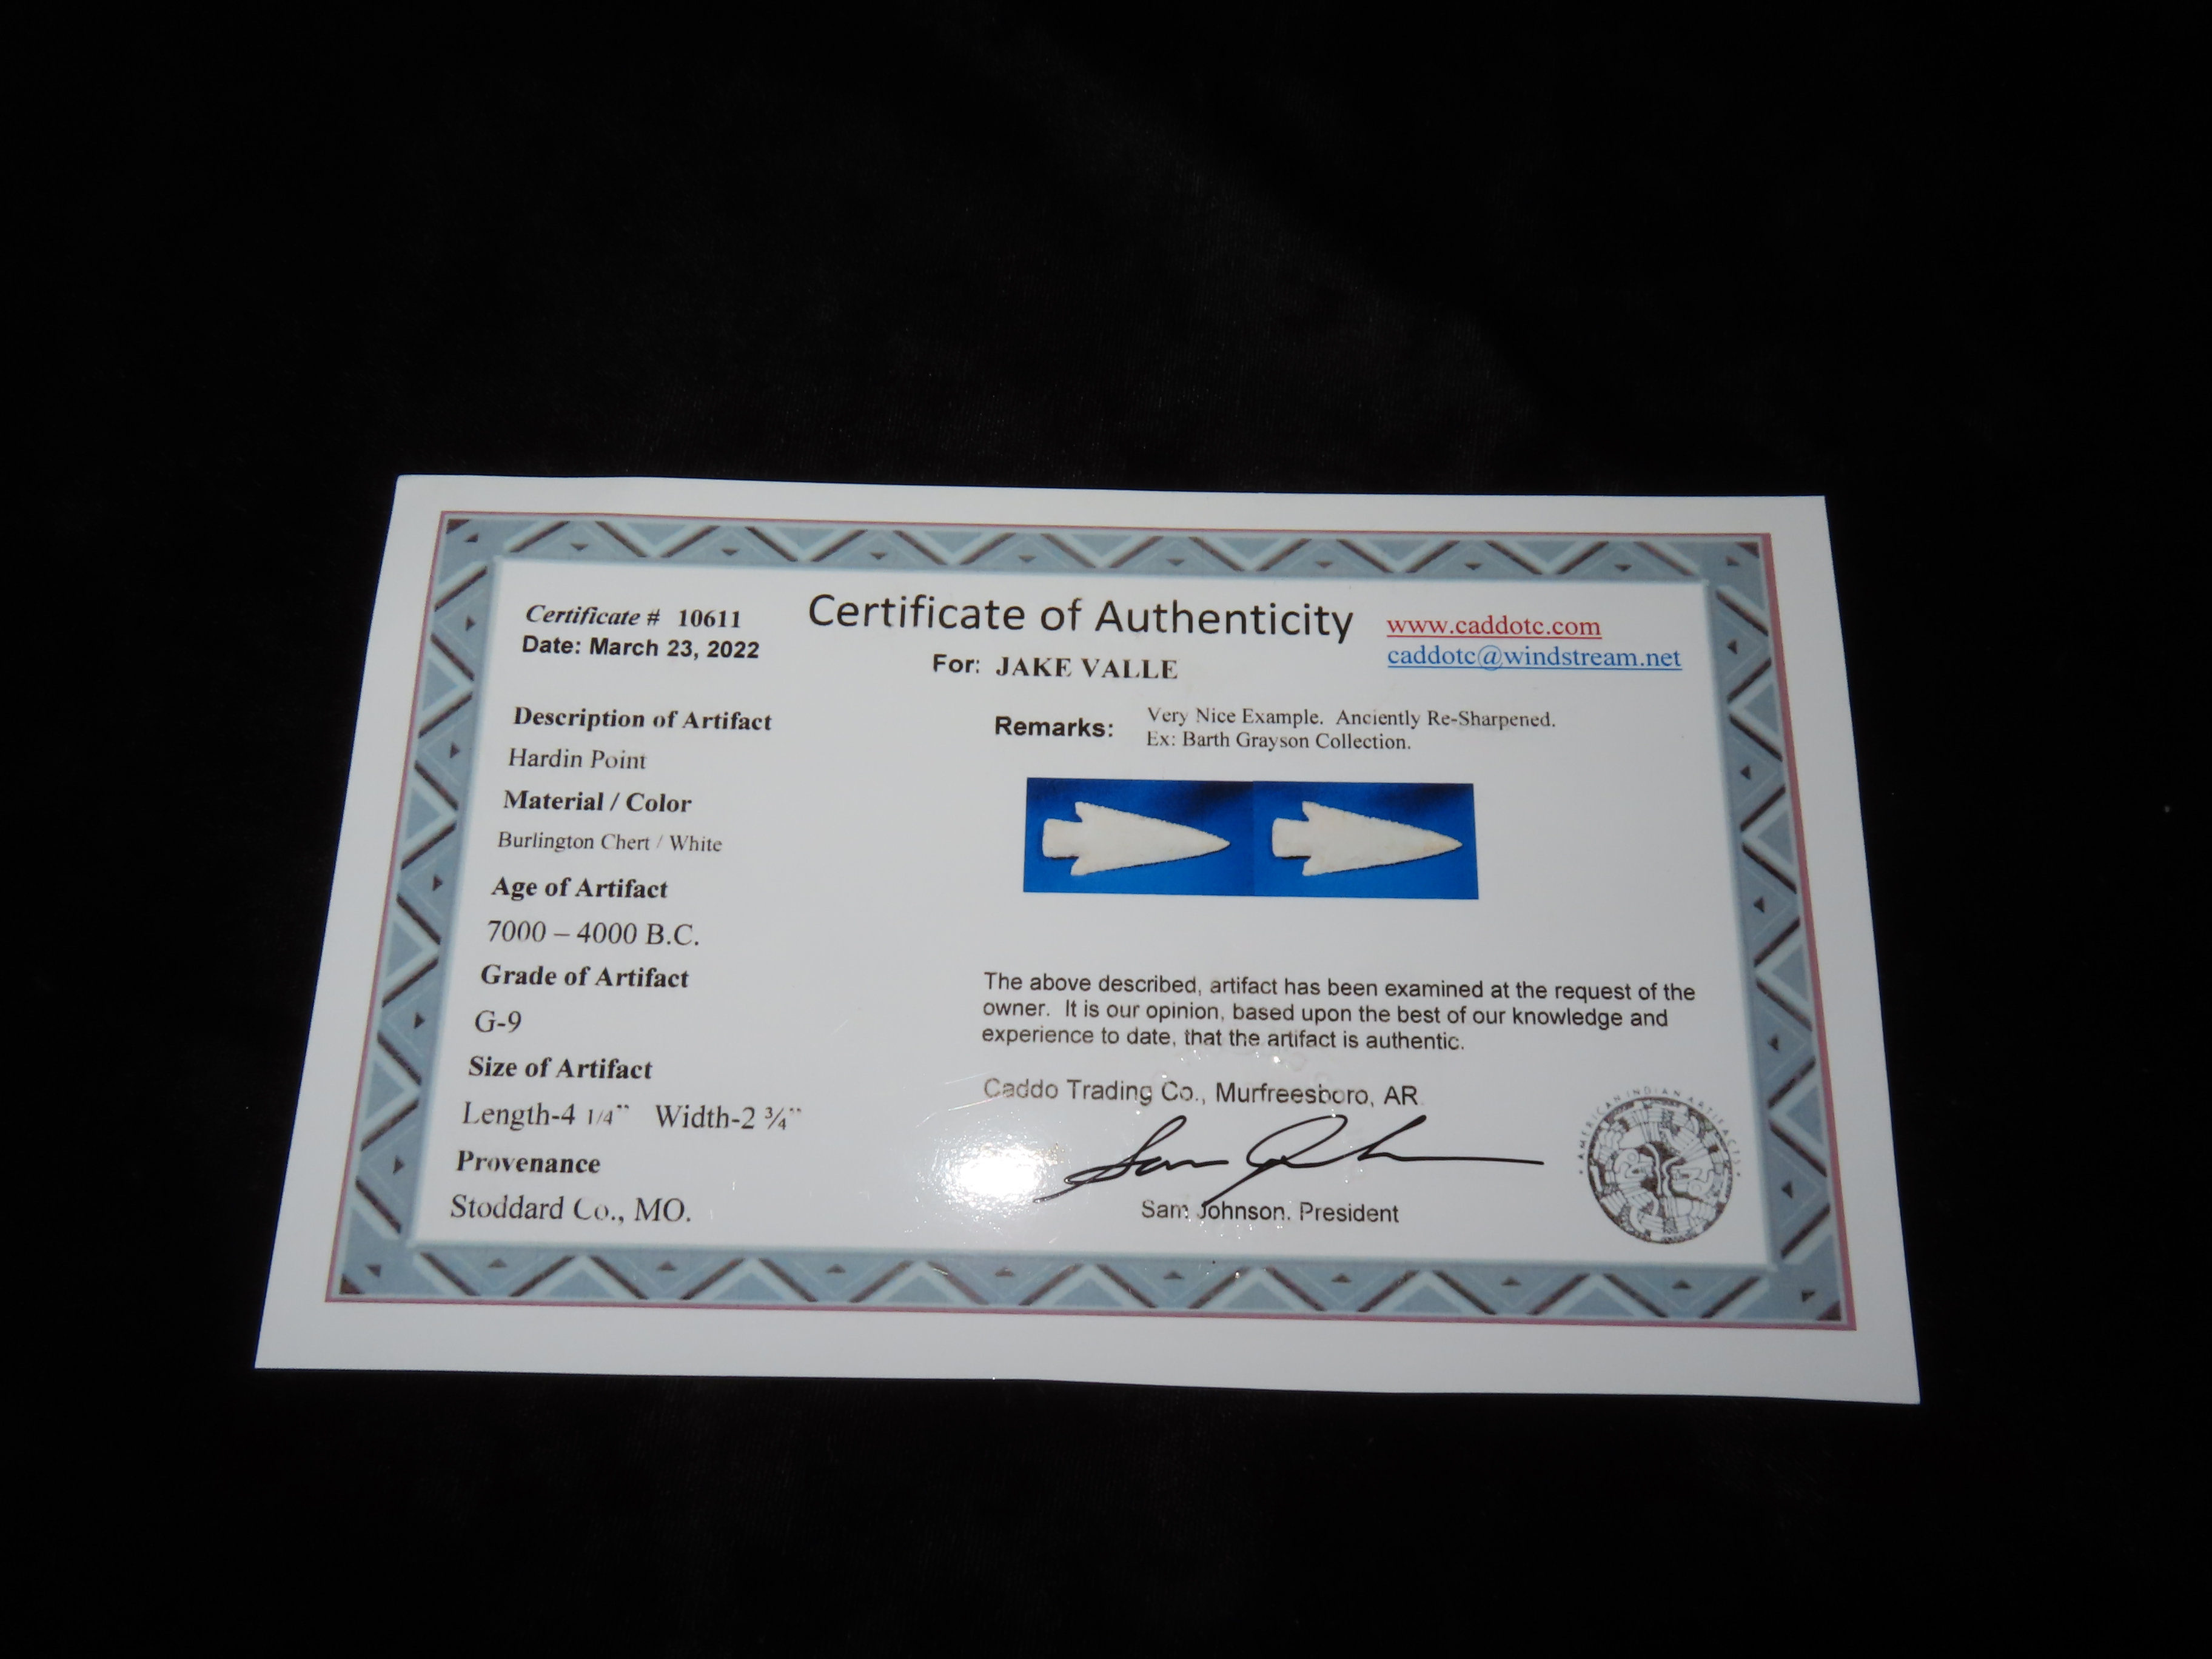 Certificate # 10611
Date: March 23, 2022
Certificate of Authenticity
For: JAKE VALLE
www.caddotc.com
caddotc@windstream.net
Description of Artifact
Hardin Point
Material / Color
Burlington Chert / White
Age of Artifact
7000 – 4000 B.C.
Grade of Artifact
G-9
Size of Artifact
Length-4 1/4" Width-2 ¾"
Provenance
Stoddard Co., MO.
Remarks: Very Nice Example. Anciently Re-Sharpened.
Ex: Barth Grayson Collection.
The above described, artifact has been examined at the request of the
owner. It is our opinion, based upon the best of our knowledge and
experience to date, that the artifact is authentic.
Caddo Trading Co., Murfreesboro, AR.
Sam Johnson, President
AMERICAN INDIAN ARTIFACTS